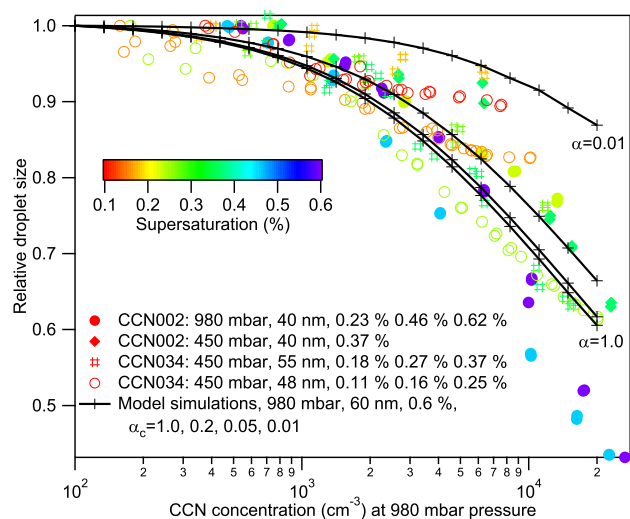 1.0
0.9
0.8
0.7
0.6
0.5
Relative droplet size
α=0.01
0.1 0.2 0.3 0.4 0.5 0.6
Supersaturation (%)
CCN002: 980 mbar, 40 nm, 0.23 % 0.46 % 0.62 %
CCN002: 450 mbar, 40 nm, 0.37 %
CCN034: 450 mbar, 55 nm, 0.18 % 0.27 % 0.37 %
CCN034: 450 mbar, 48 nm, 0.11 % 0.16 % 0.25 %
Model simulations, 980 mbar, 60 nm, 0.6 %,
αc=1.0, 0.2, 0.05, 0.01
α=1.0
10² 2 3 4 5 6 7 8 9 10³ 2 3 4 5 6 7 8 9 10⁴ 2
CCN concentration (cm⁻³) at 980 mbar pressure